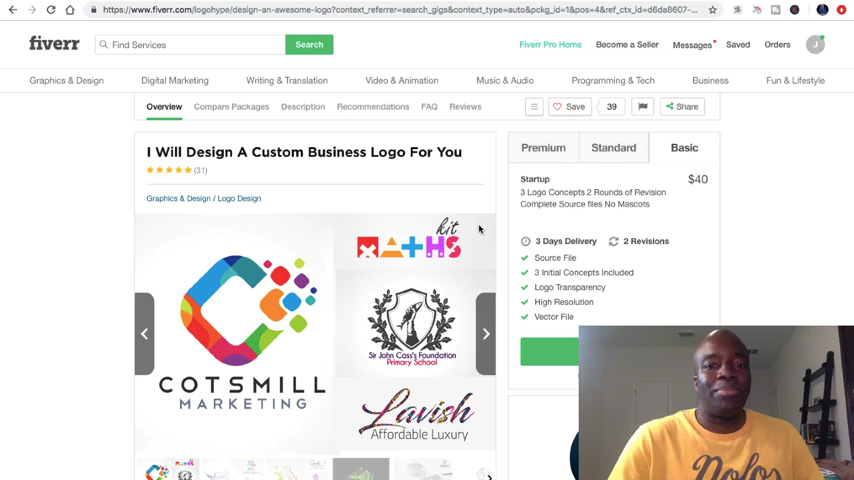 https://www.fiverr.com/logohype/design-an-awesome-logo?context_referrer=search_gigs&context_type=auto&pckg_id=1&pos=4&ref_ctx_id=d6da8607-...
fiverr
Find Services
Search
Fiverr Pro Home
Become a Seller
Messages
Saved
Orders
J
Graphics & Design
Digital Marketing
Writing & Translation
Video & Animation
Music & Audio
Programming & Tech
Business
Fun & Lifestyle
Overview
Compare Packages
Description
Recommendations
FAQ
Reviews
Save
39
Share
I Will Design A Custom Business Logo For You
(31)
Graphics & Design / Logo Design
COTSMILL
MARKETING
kit
MATHS
Sir John Cass's Foundation
Primary School
Lavish
Affordable Luxury
Premium
Standard
Basic
Startup
$40
3 Logo Concepts 2 Rounds of Revision
Complete Source files No Mascots
3 Days Delivery
2 Revisions
Source File
3 Initial Concepts Included
Logo Transparency
High Resolution
Vector File